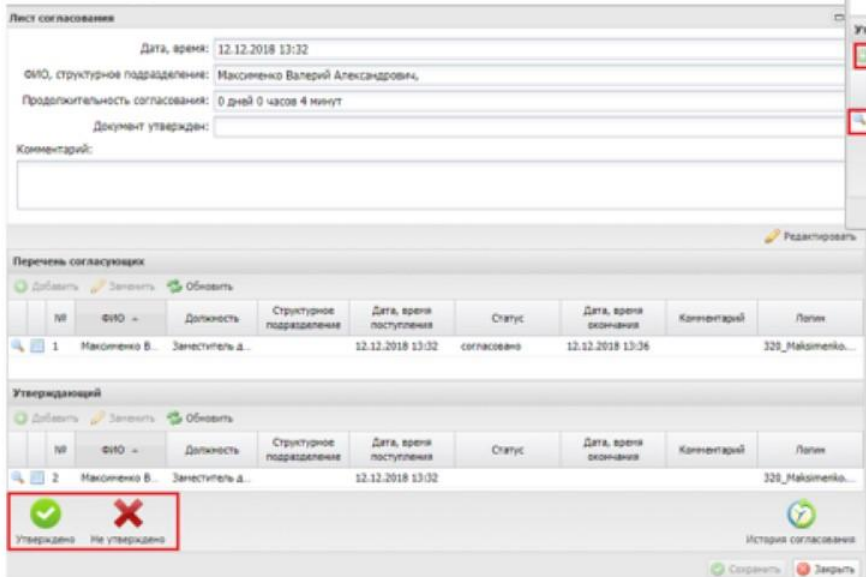 Лист согласования
Дата, время: 12.12.2018 13:32
ФИО, структурное подразделение: Максименко Валерий Александрович,
Продолжительность согласования: 0 дней 0 часов 4 минут
Документ утвержден:
Комментарий:
Редактировать
Перечень согласующих
Добавить Заменить Обновить
№ ФИО Должность Структурное подразделение Дата, время поступления Статус Дата, время окончания Комментарий Логин
1 Максименко В... Заместитель д... 12.12.2018 13:32 согласовано 12.12.2018 13:36 320_Maksimenko...
Утверждающий
Добавить Заменить Обновить
№ ФИО Должность Структурное подразделение Дата, время поступления Статус Дата, время окончания Комментарий Логин
2 Максименко В... Заместитель д... 12.12.2018 13:32 320_Maksimenko...
Утверждено Не утверждено История согласования
Сохранить Закрыть